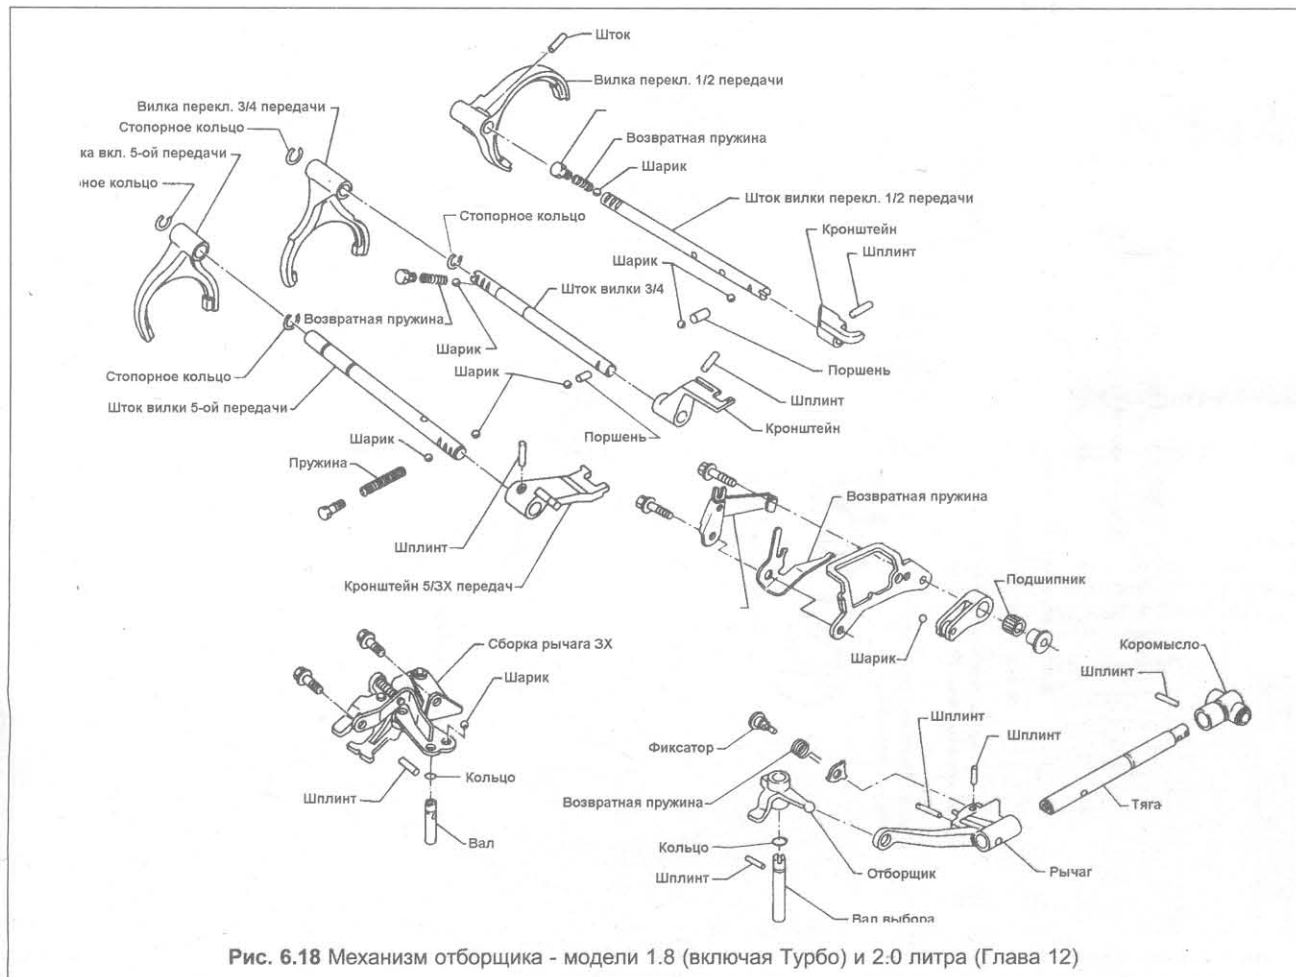 Шток
Вилка перекл. 1/2 передачи
Вилка перекл. 3/4 передачи
Стопорное кольцо
ка вкл. 5-ой передачи
ное кольцо
Возвратная пружина
Шарик
Шток вилки перекл. 1/2 передачи
Стопорное кольцо
Кронштейн
Шплинт
Шарик
Шток вилки 3/4
Возвратная пружина
Шарик
Поршень
Стопорное кольцо
Шарик
Шплинт
Шток вилки 5-ой передачи
Поршень
Кронштейн
Шарик
Пружина
Возвратная пружина
Шплинт
Кронштейн 5/ЗХ передач
Подшипник
Сборка рычага ЗХ
Шарик
Коромысло
Шарик
Шплинт
Шплинт
Фиксатор
Шплинт
Кольцо
Шплинт
Возвратная пружина
Тяга
Вал
Кольцо
Отборщик
Рычаг
Шплинт
Вал выбора
Рис. 6.18 Механизм отборщика - модели 1.8 (включая Турбо) и 2.0 литра (Глава 12)